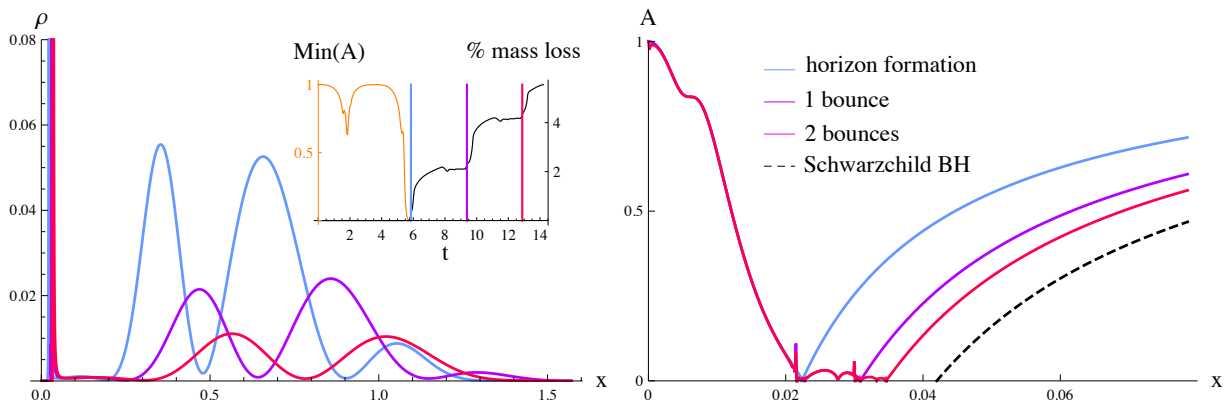 ρ
0.08
0.06
0.04
0.02
0.0 0.5 1.0 1.5 x
Min(A) % mass loss
1
0.5
4
2
2 4 6 8 10 12 14
t
A
1
0.5
0
0 0.02 0.04 0.06 x
horizon formation
1 bounce
2 bounces
Schwarzchild BH